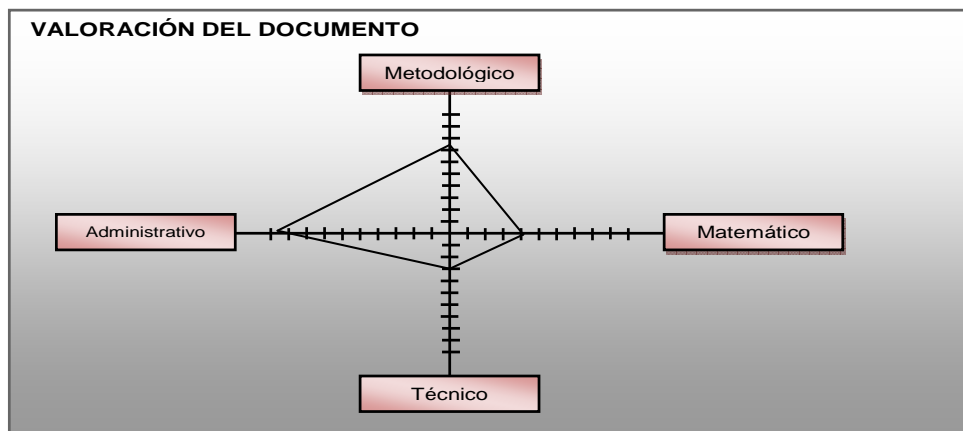 VALORACIÓN DEL DOCUMENTO
Metodológico
Administrativo
Matemático
Técnico